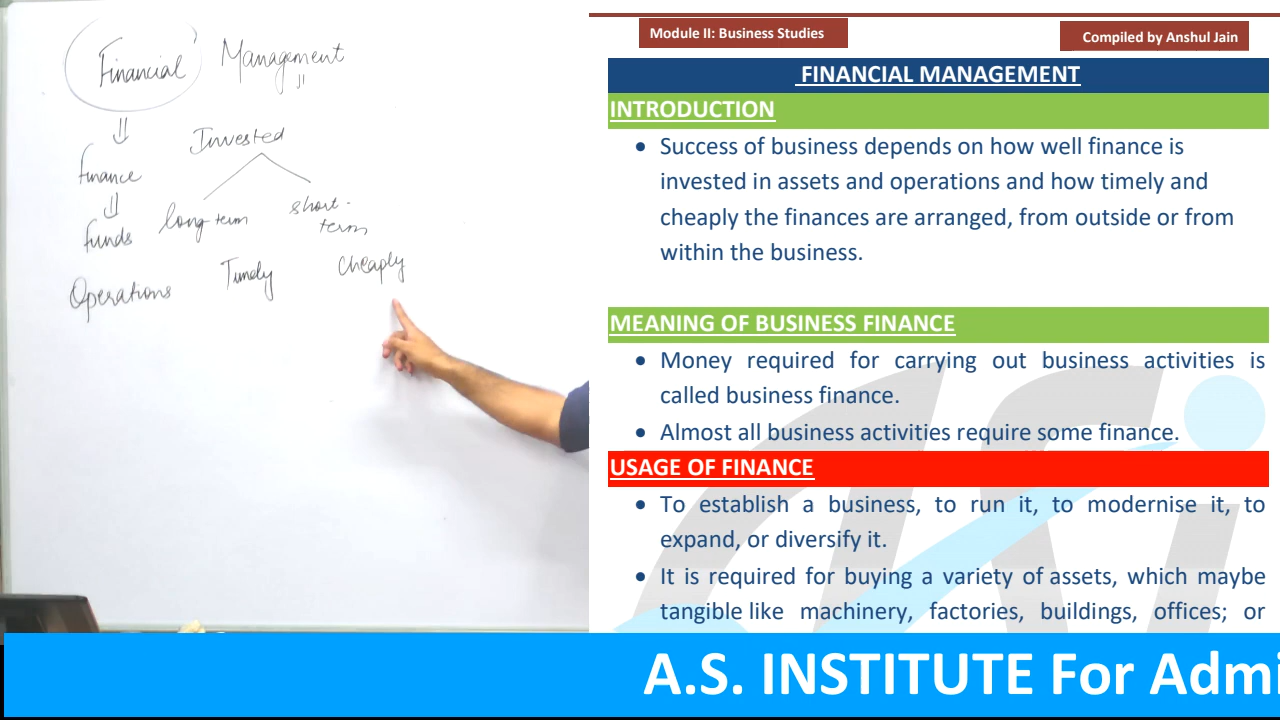 Financial Management
Invested
finance
long term short-
term
funds
Operations Timely Cheaply
Module II: Business Studies
Compiled by Anshul Jain
FINANCIAL MANAGEMENT
INTRODUCTION
• Success of business depends on how well finance is
invested in assets and operations and how timely and
cheaply the finances are arranged, from outside or from
within the business.
MEANING OF BUSINESS FINANCE
• Money required for carrying out business activities is
called business finance.
• Almost all business activities require some finance.
USAGE OF FINANCE
• To establish a business, to run it, to modernise it, to
expand, or diversify it.
• It is required for buying a variety of assets, which maybe
tangible like machinery, factories, buildings, offices; or
A.S. INSTITUTE For Admi